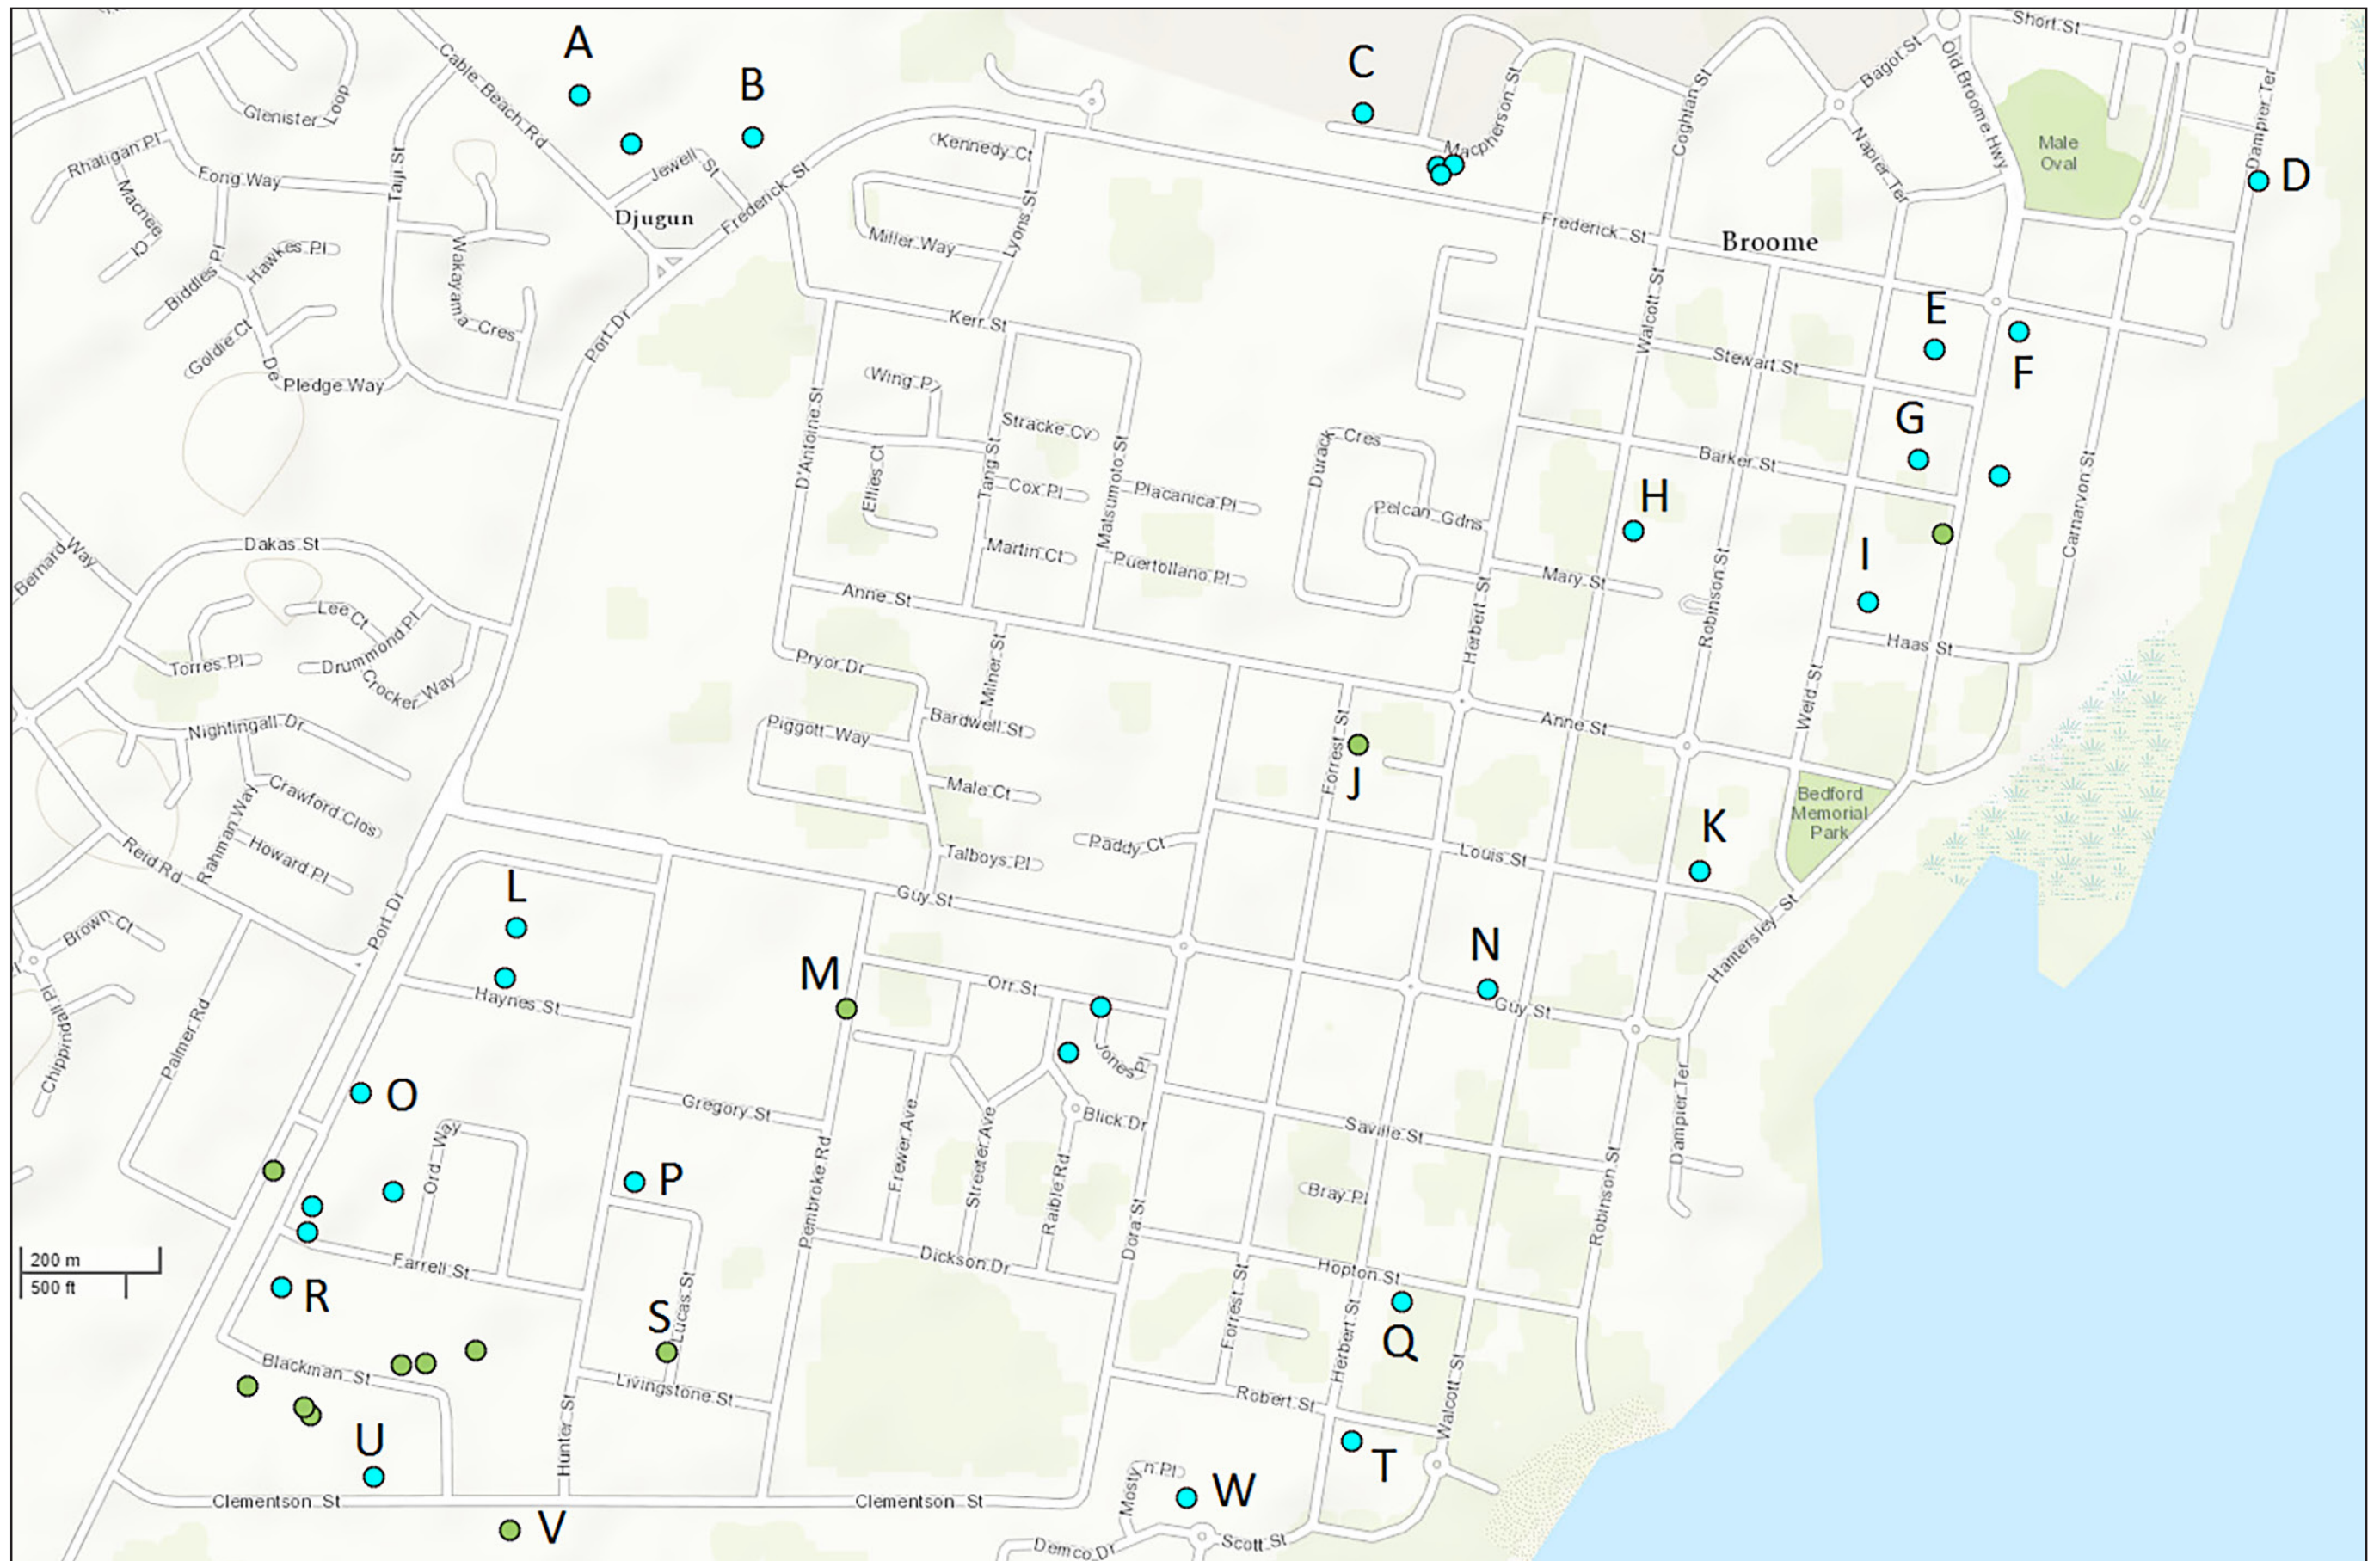 Short St
A
Cable Beach Rd
B
C
Bagot St
Old Broome Hwy
Glenister Loop
Macpherson St
Coghlan St
Dampier Ter
Rhatigan Pl
Kennedy Ct
Male
Oval
Napier Ter
Jewell St
Fong Way
Taiji St
D
Machee Cl
Djugun
Frederick St
Lyons St
Frederick St
Broome
Miller Way
Hawkes Pl
Biddles Pl
Wakayama Cres
Walcott St
E
Kerr St
Port Dr
Goldie Ct
Stewart St
F
De Pledge Way
Wing Pl
D'Antoine St
Stracke Cv
G
Durack Cres
Barker St
Ellies Ct
Tang St
Matsumoto St
Cox Pl
Placanica Pl
H
Pelican Gdns
Carnarvon St
Dakas St
Martin Ct
Puertollano Pl
I
Bernard Way
Mary St
Anne St
Lee Ct
Herbert St
Robinson St
Drummond Pl
Haas St
Torres Pl
Pryor Dr
Milner St
Crocker Way
Weld St
Nightingall Dr
Piggott Way
Bardwell St
Anne St
Forrest St
J
Crawford Clos
Male Ct
Bedford
Memorial
Park
Rahman Way
K
Reid Rd
Howard Pl
Talboys Pl
Paddy Ct
Louis St
L
Guy St
Port Dr
Brown Ct
Hamersley St
N
M
Orr St
Haynes St
Guy St
Chippindall Pl
Palmer Rd
Jones Pl
O
Gregory St
Blick Dr
Dampier Ter
Saville St
Ord Way
Frewer Ave
Streeter Ave
P
Pembroke Rd
Raible Rd
Bray Pl
Robinson St
Dora St
200 m
Farrell St
Dickson Dr
Hopton St
500 ft
R
S
Lucas St
Forrest St
Herbert St
Q
Blackman St
Livingstone St
Robert St
Walcott St
Hunter St
U
T
Mostyn Pl
W
Clementson St
Clementson St
V
Demco Dr
Scott St